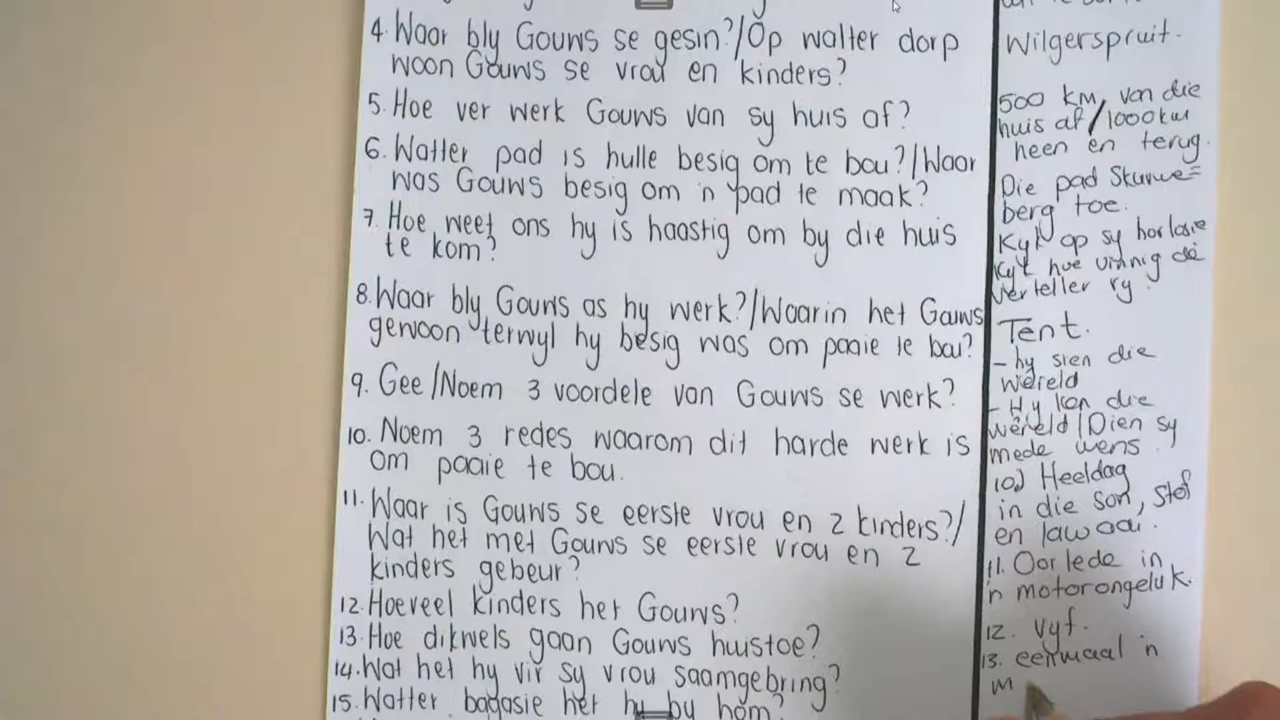 4. Waar bly Gouws se gesin?/Op watter dorp
woon Gouws se vrou en kinders?
5. Hoe ver werk Gouws van sy huis af?
6. Watter pad is hulle besig om te bou?/Waar
was Gouws besig om 'n pad te maak?
7. Hoe weet ons hy is haastig om by die huis
te kom?
8. Waar bly Gouws as hy werk?/Waarin het Gouws
gewoon terwyl hy besig was om paaie te bou?
9. Gee/Noem 3 voordele van Gouws se werk?
10. Noem 3 redes waarom dit harde werk is
om paaie te bou.
11. Waar is Gouws se eerste vrou en 2 kinders?/
Wat het met Gouws se eerste vrou en 2
kinders gebeur?
12. Hoeveel kinders het Gouws?
13. Hoe dikwels gaan Gouws huistoe?
14. Wat het hy vir sy vrou saamgebring?
15. Watter bagasie het hy by hom?
Wilgerspruit.
500 km van die
huis af/1000km
heen en terug.
Die pad Skurwe=
berg toe.
Kyk op sy horlosie
Kyk hoe vinnig die
verteller ry.
Tent.
- hy sien die
wêreld
- Hy ken die
wêreld/Dien sy
mede mens.
10.) Heeldag
in die son, stof
en lawaai.
11. Oorlede in
'n motorongeluk.
12. Vyf.
13. eenmaal 'n
m